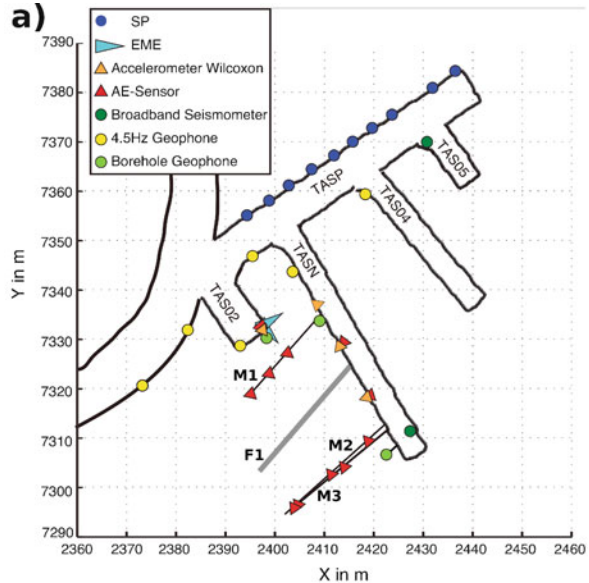 a)
SP
EME
Accelerometer Wilcoxon
AE-Sensor
Broadband Seismometer
4.5Hz Geophone
Borehole Geophone
7390
7380
7370
7360
7350
7340
7330
7320
7310
7300
7290
Y in m
TASP
TAS05
TAS04
TASN
TAS02
M1
F1
M2
M3
2360 2370 2380 2390 2400 2410 2420 2430 2440 2450 2460
X in m